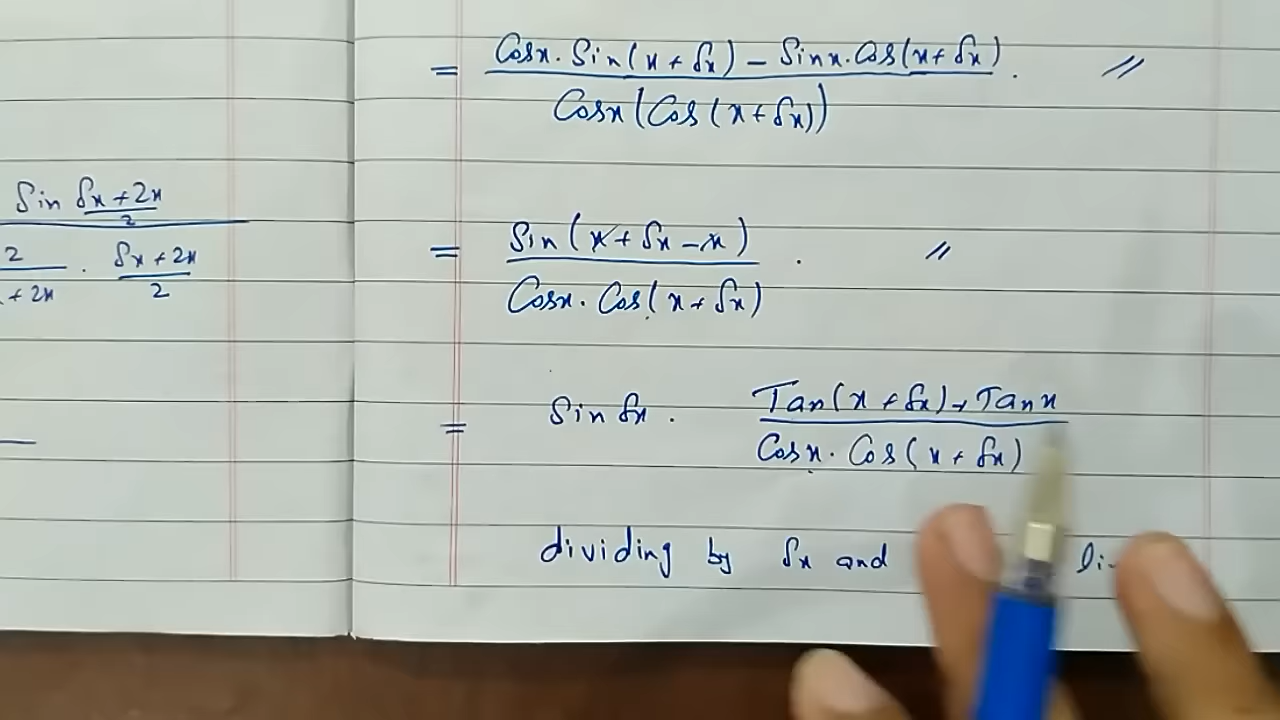 Sin δx+2x
2
2 . δx+2x
+2x 2
= Cosx. Sin(x+δx) - Sinx. Cos(x+δx) . //
Cosx(Cos(x+δx))
= Sin(x+δx-x) . //
Cosx. Cos(x+δx)
= Sin δx . Tan(x+δx)+Tanx
Cosx. Cos(x+δx)
dividing by δx and